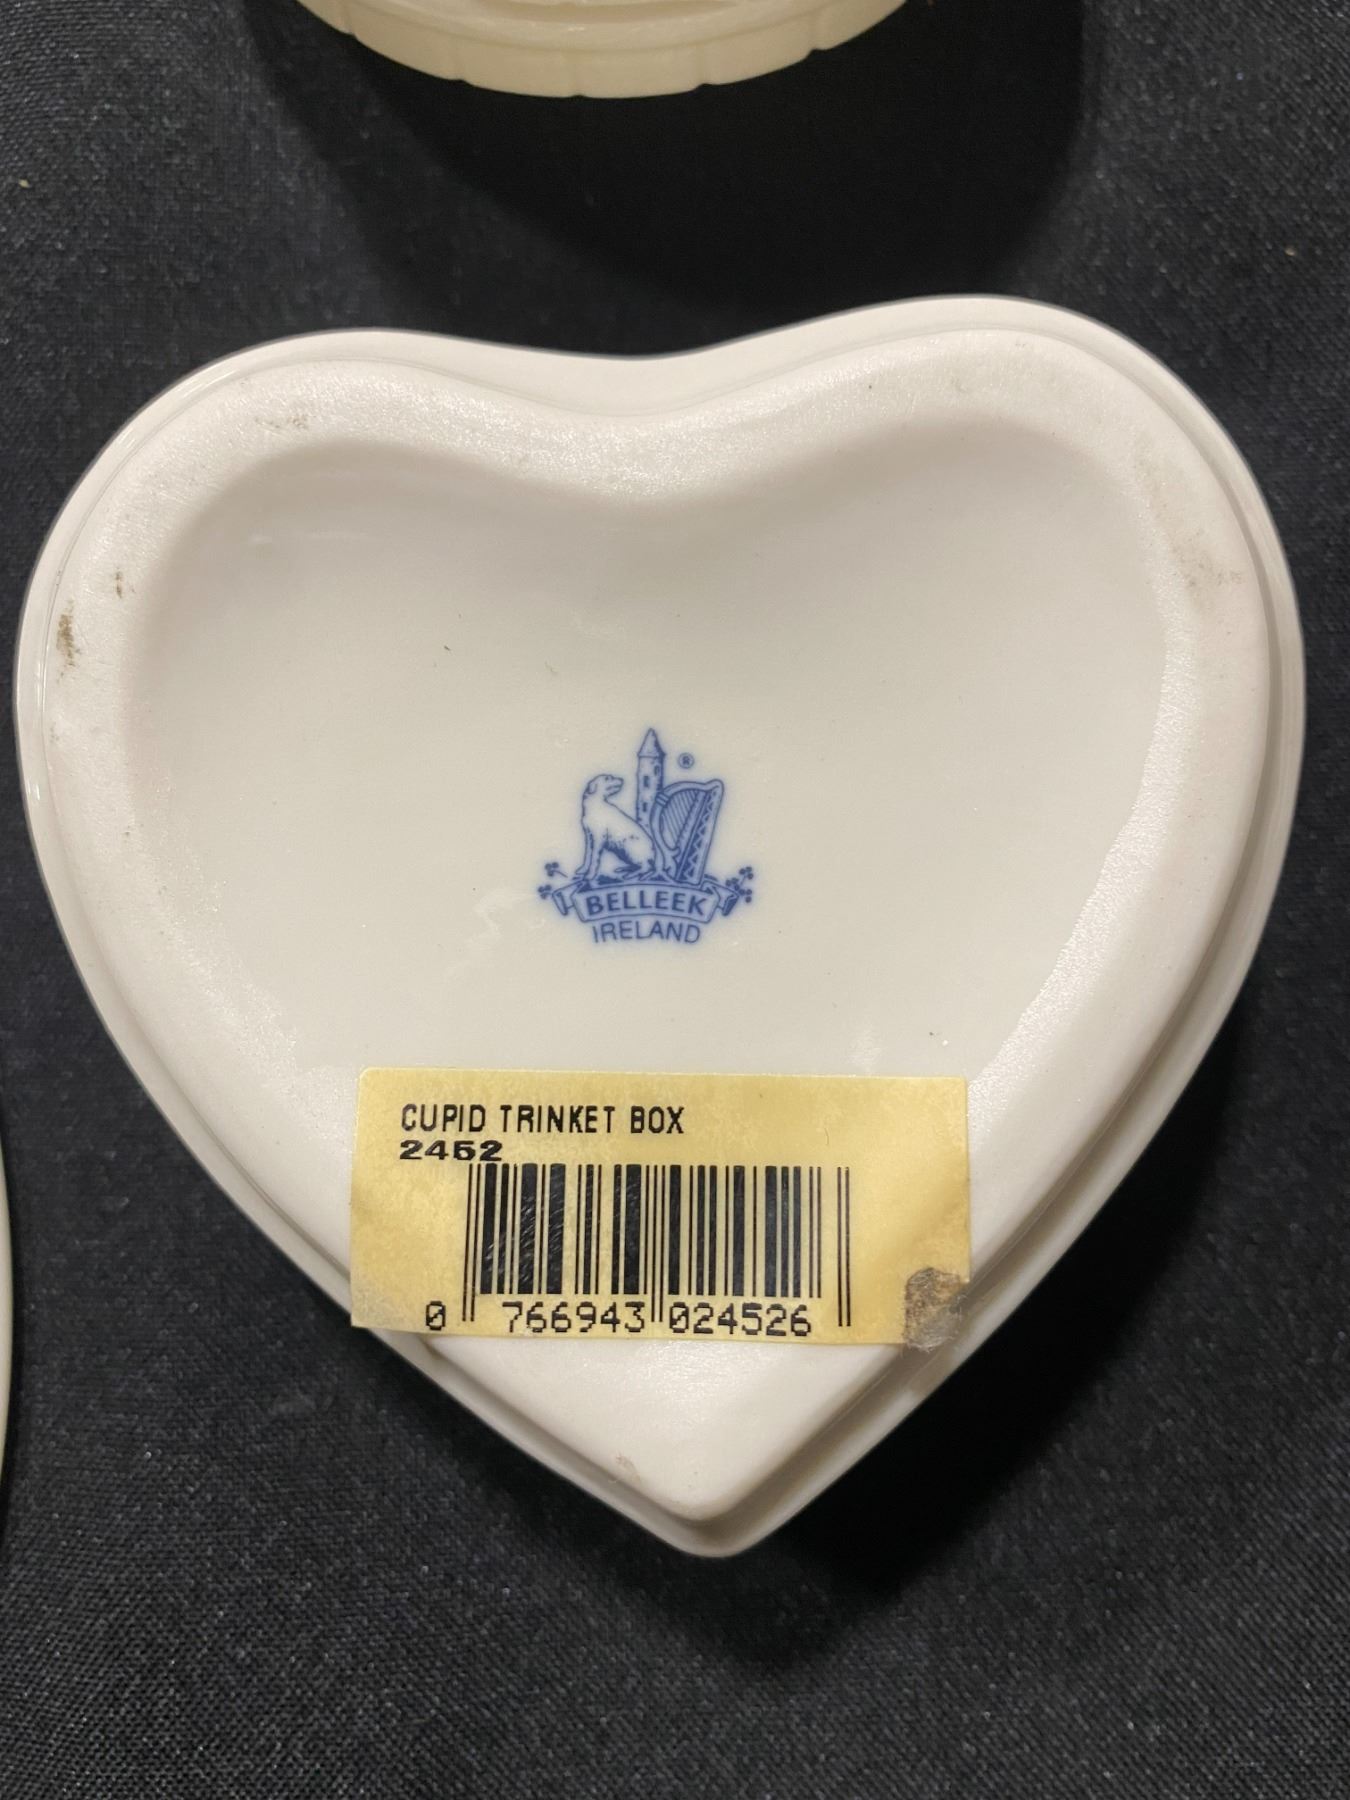 ®
BELLEEK
IRELAND
CUPID TRINKET BOX
2452
0 766943 024526